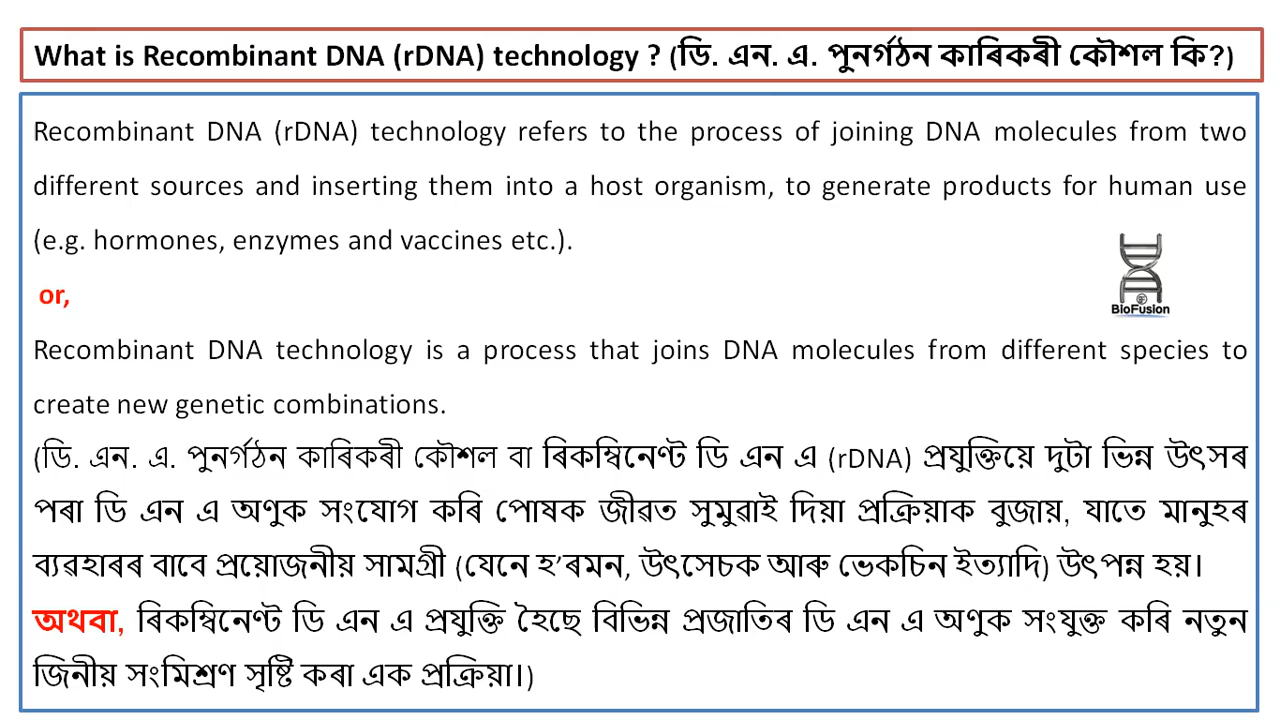 What is Recombinant DNA (rDNA) technology ? (ডি. এন. এ. পুনৰ্গঠন কাৰিকৰী কৌশল কি?)
Recombinant DNA (rDNA) technology refers to the process of joining DNA molecules from two
different sources and inserting them into a host organism, to generate products for human use
(e.g. hormones, enzymes and vaccines etc.).
or,
BioFusion
Recombinant DNA technology is a process that joins DNA molecules from different species to
create new genetic combinations.
(ডি. এন. এ. পুনৰ্গঠন কাৰিকৰী কৌশল বা ৰিকম্বিনেণ্ট ডি এন এ (rDNA) প্ৰযুক্তিয়ে দুটা ভিন্ন উৎসৰ
পৰা ডি এন এ অণুক সংযোগ কৰি পোষক জীৱত সুমুৱাই দিয়া প্ৰক্ৰিয়াক বুজায়, যাতে মানুহৰ
ব্যৱহাৰৰ বাবে প্ৰয়োজনীয় সামগ্ৰী (যেনে হ’ৰমন, উৎসেচক আৰু ভেকচিন ইত্যাদি) উৎপন্ন হয়।
অথবা, ৰিকম্বিনেণ্ট ডি এন এ প্ৰযুক্তি হৈছে বিভিন্ন প্ৰজাতিৰ ডি এন এ অণুক সংযুক্ত কৰি নতুন
জিনীয় সংমিশ্ৰণ সৃষ্টি কৰা এক প্ৰক্ৰিয়া।)